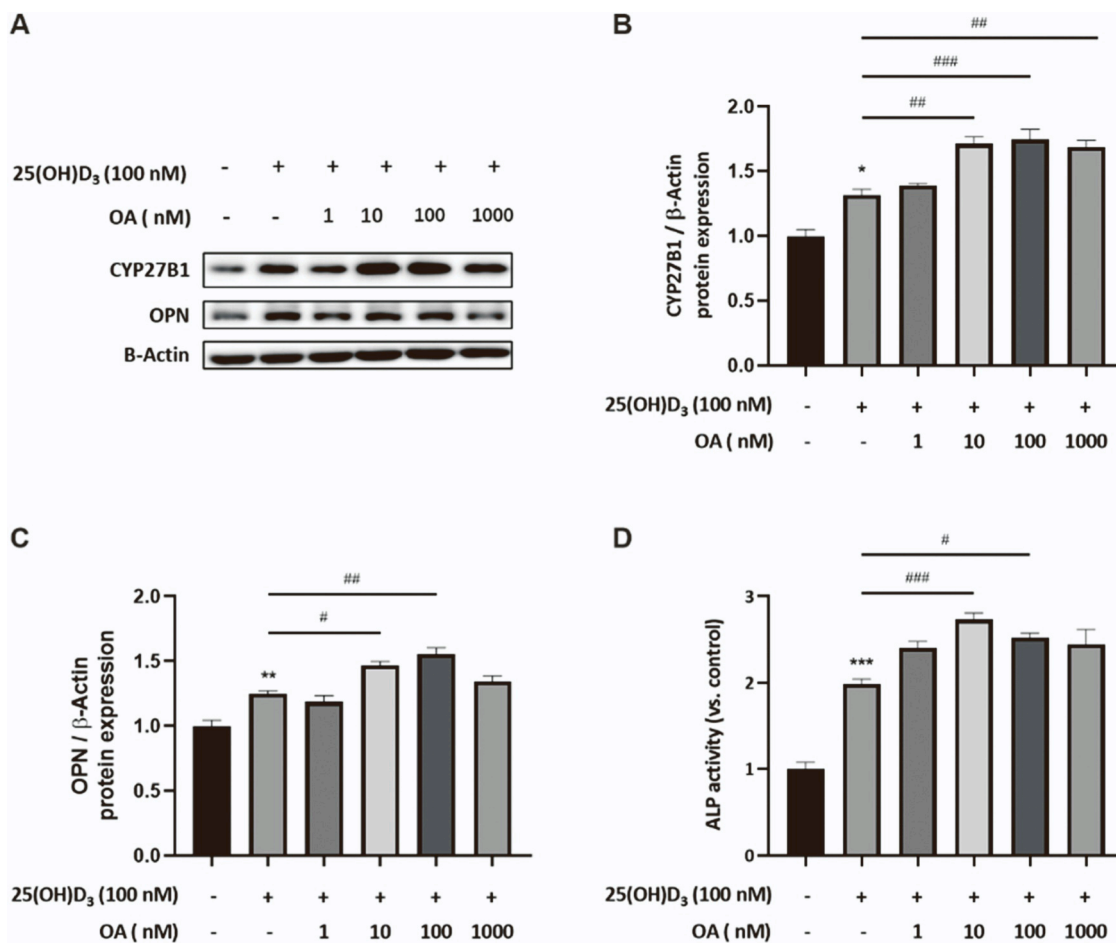 A
25(OH)D₃ (100 nM) - + + + + +
OA ( nM) - - 1 10 100 1000
CYP27B1
OPN
B-Actin
B
##
###
##
*
CYP27B1 / β-Actin
protein expression
2.0
1.5
1.0
0.5
0.0
25(OH)D₃ (100 nM) - + + + + +
OA ( nM) - - 1 10 100 1000
C
##
#
**
OPN / β-Actin
protein expression
2.0
1.5
1.0
0.5
0.0
25(OH)D₃ (100 nM) - + + + + +
OA ( nM) - - 1 10 100 1000
D
#
###
***
ALP activity (vs. control)
3
2
1
0
25(OH)D₃ (100 nM) - + + + + +
OA ( nM) - - 1 10 100 1000